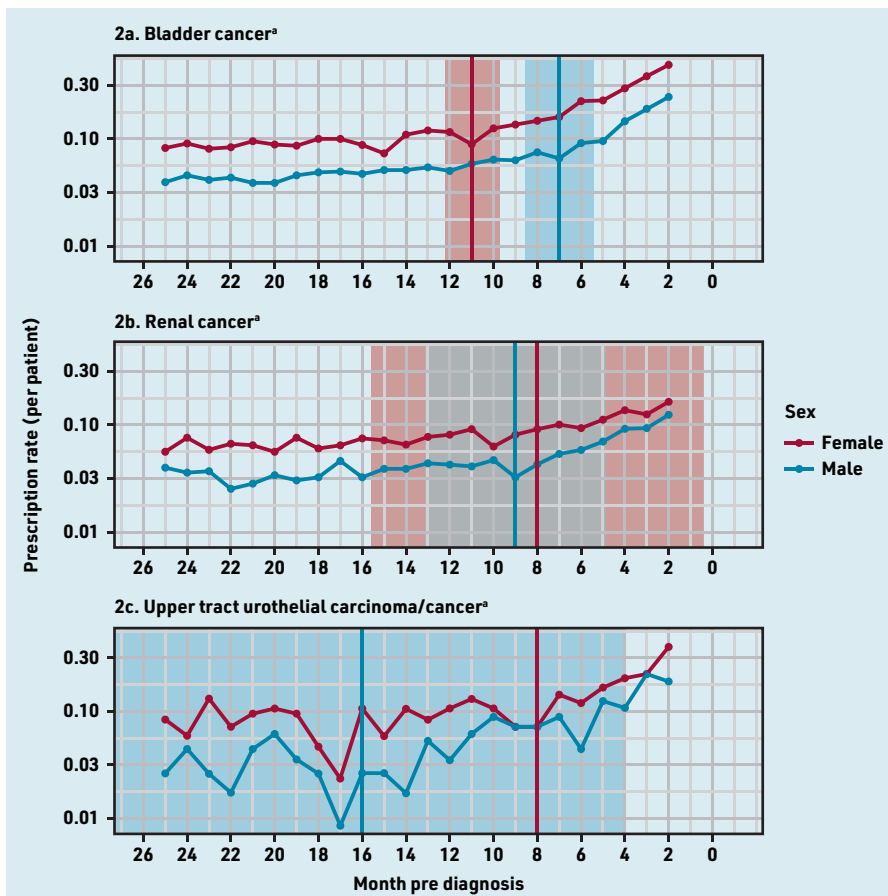 2a. Bladder cancerᵃ
0.30
0.10
0.03
0.01
26 24 22 20 18 16 14 12 10 8 6 4 2 0
2b. Renal cancerᵃ
0.30
0.10
0.03
0.01
26 24 22 20 18 16 14 12 10 8 6 4 2 0
2c. Upper tract urothelial carcinoma/cancerᵃ
0.30
0.10
0.03
0.01
26 24 22 20 18 16 14 12 10 8 6 4 2 0
Month pre diagnosis
Prescription rate (per patient)
Sex
Female
Male